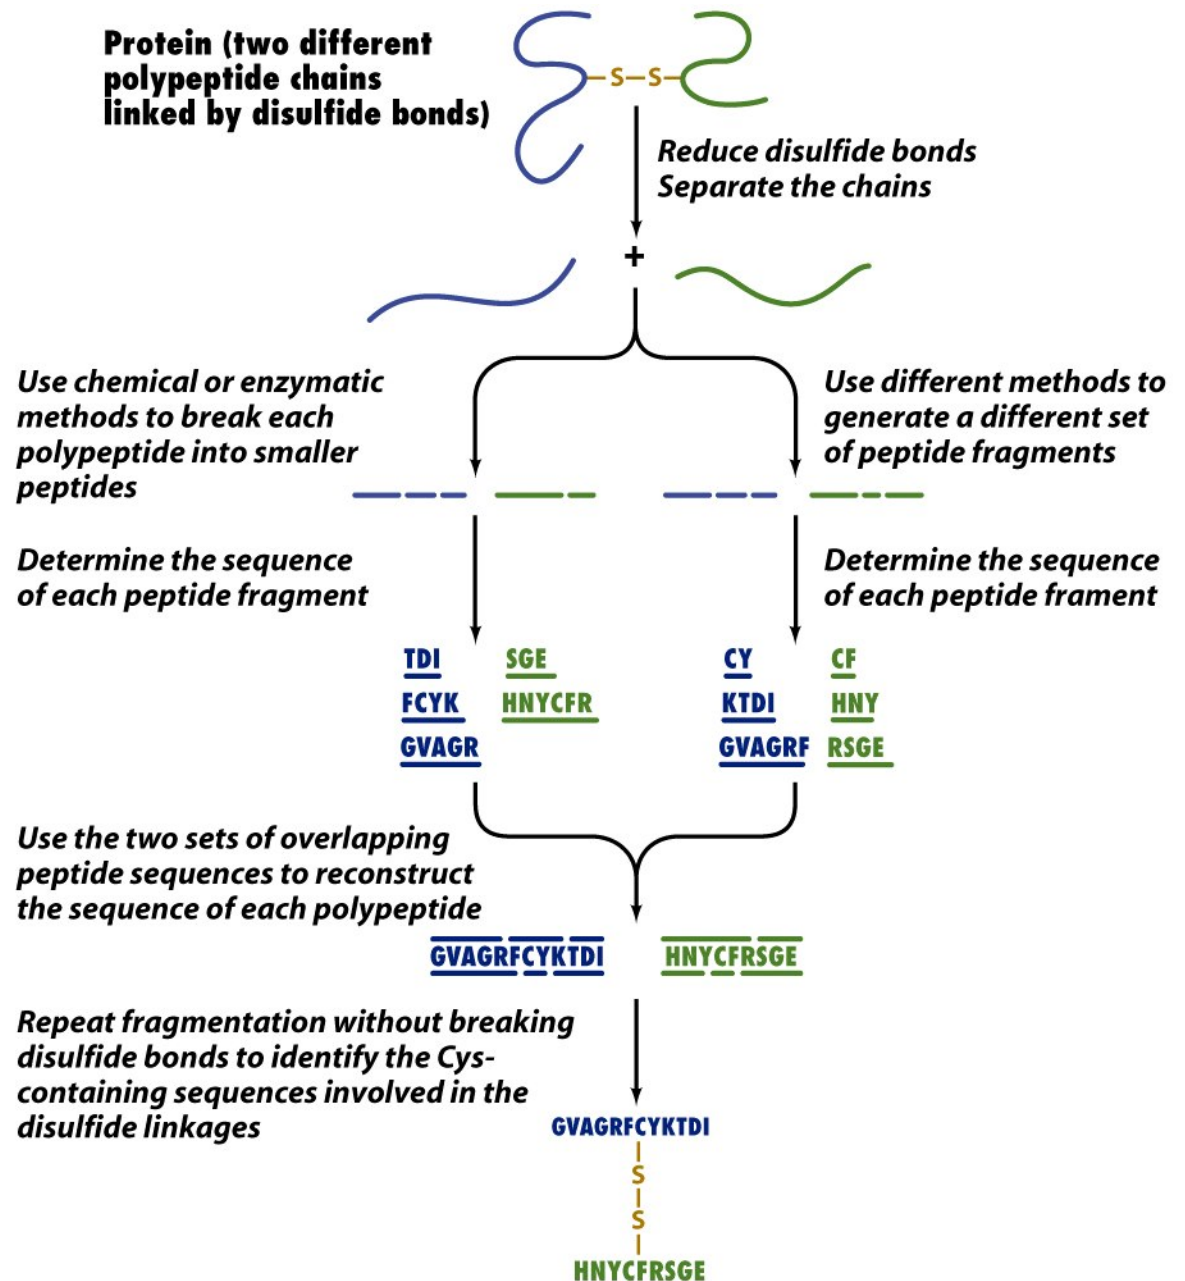 Protein (two different
polypeptide chains
linked by disulfide bonds)
S S
Reduce disulfide bonds
Separate the chains
+
Use chemical or enzymatic
methods to break each
polypeptide into smaller
peptides
Use different methods to
generate a different set
of peptide fragments
Determine the sequence
of each peptide fragment
Determine the sequence
of each peptide frament
TDI SGE
FCYK HNYCFR
GVAGR
CY CF
KTDI HNY
GVAGRF RSGE
Use the two sets of overlapping
peptide sequences to reconstruct
the sequence of each polypeptide
GVAGRFCYKTDI HNYCFRSGE
Repeat fragmentation without breaking
disulfide bonds to identify the Cys-
containing sequences involved in the
disulfide linkages
GVAGRFCYKTDI
S
S
HNYCFRSGE